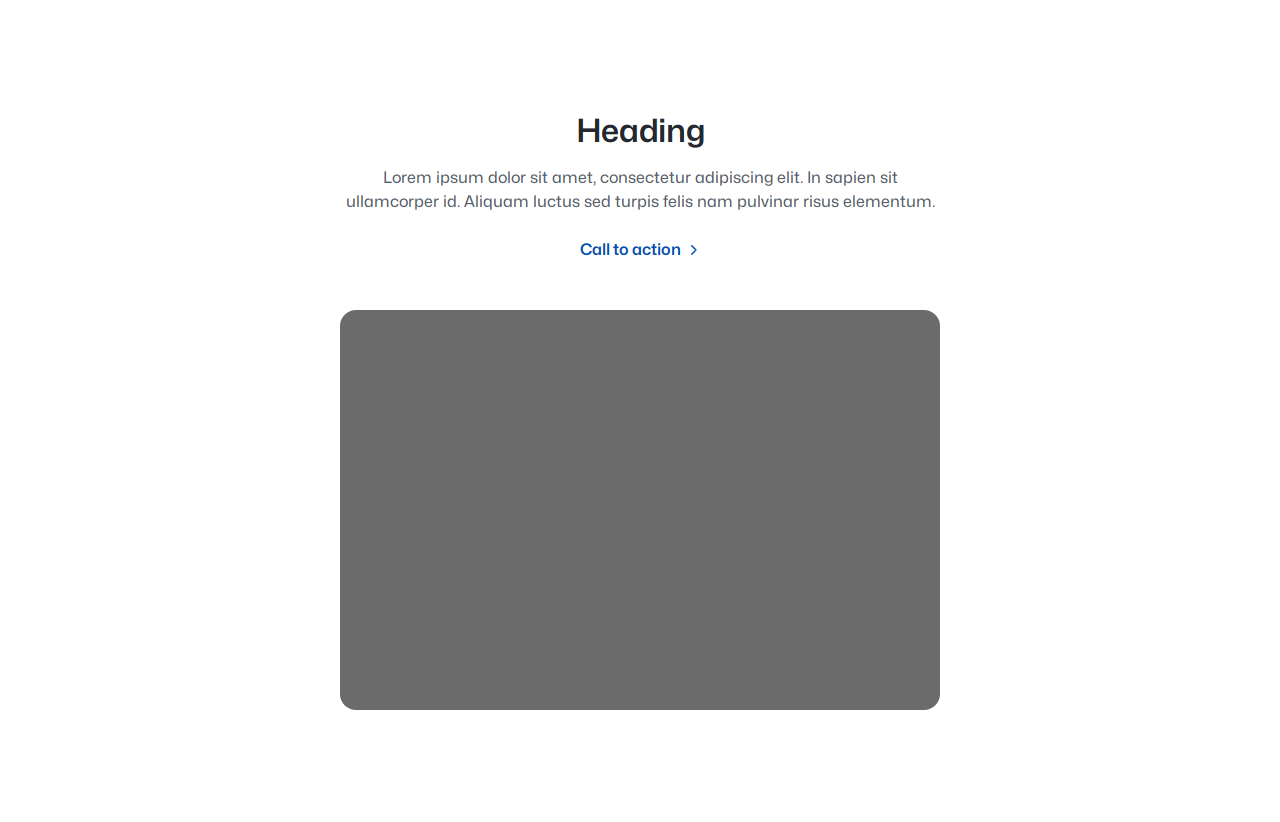 Heading
Lorem ipsum dolor sit amet, consectetur adipiscing elit. In sapien sit
ullamcorper id. Aliquam luctus sed turpis felis nam pulvinar risus elementum.
Call to action